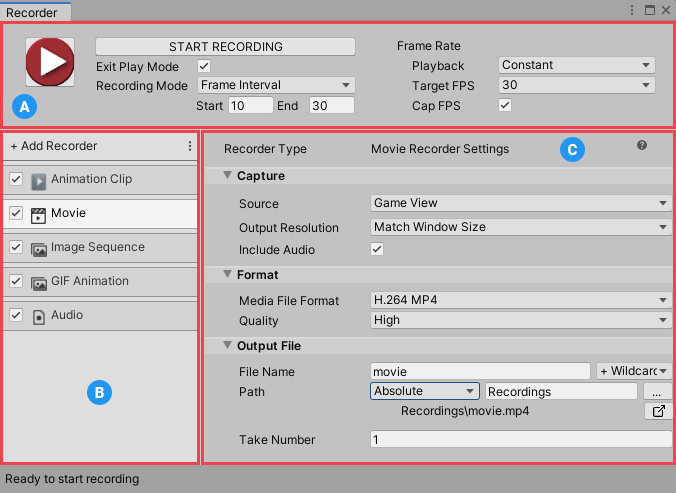 Recorder
START RECORDING
Exit Play Mode
Recording Mode Frame Interval
Start 10 End 30
Frame Rate
Playback Constant
Target FPS 30
Cap FPS
A
+ Add Recorder
Animation Clip
Movie
Image Sequence
GIF Animation
Audio
B
Recorder Type Movie Recorder Settings C ?
Capture
Source Game View
Output Resolution Match Window Size
Include Audio
Format
Media File Format H.264 MP4
Quality High
Output File
File Name movie + Wildcard
Path Absolute Recordings ...
Recordings\movie.mp4
Take Number 1
Ready to start recording